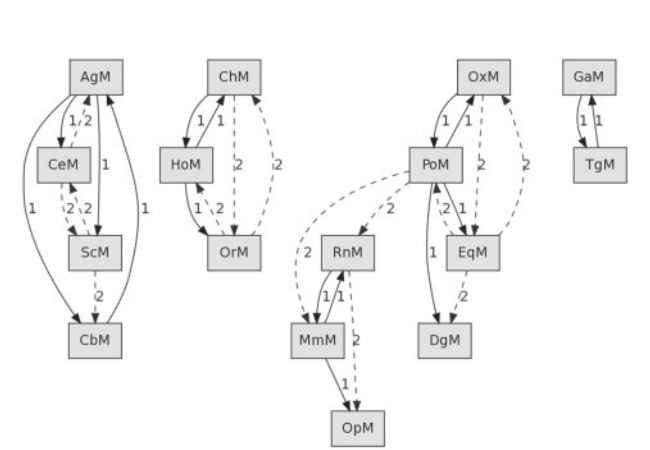 AgM ChM OxM GaM
1 2 1 1 1 1 1 1
CeM HoM PoM TgM
1 1 2 2
2 2 1 2 2 2 1
1 1 2 1
ScM OrM RnM EqM
2 1 1 2
CbM MmM 2 DgM
1
OpM